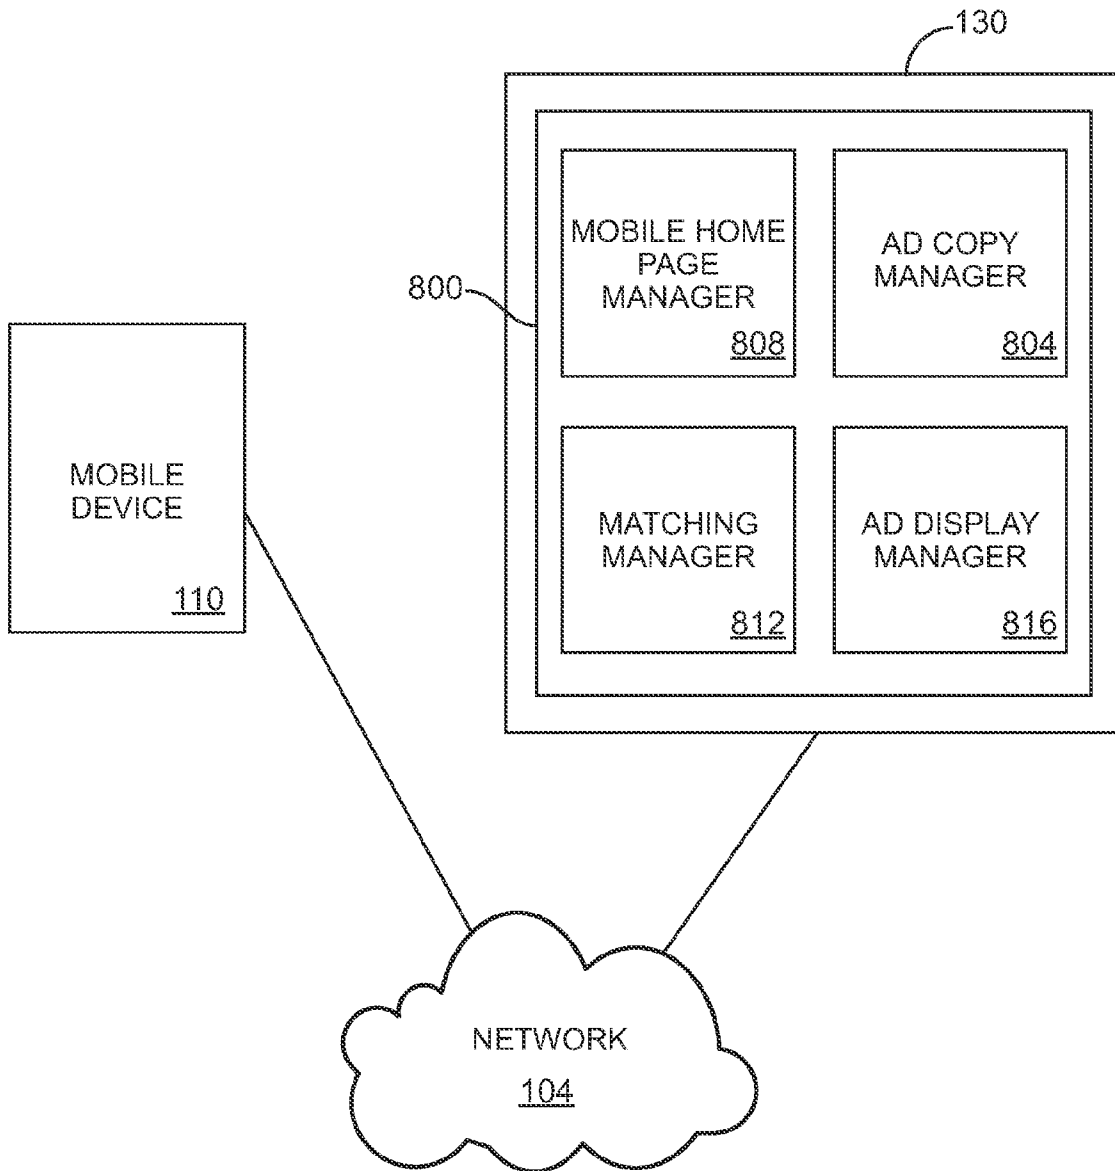 130
MOBILE HOME
PAGE
MANAGER
808
AD COPY
MANAGER
804
800
MOBILE
DEVICE
110
MATCHING
MANAGER
812
AD DISPLAY
MANAGER
816
NETWORK
104